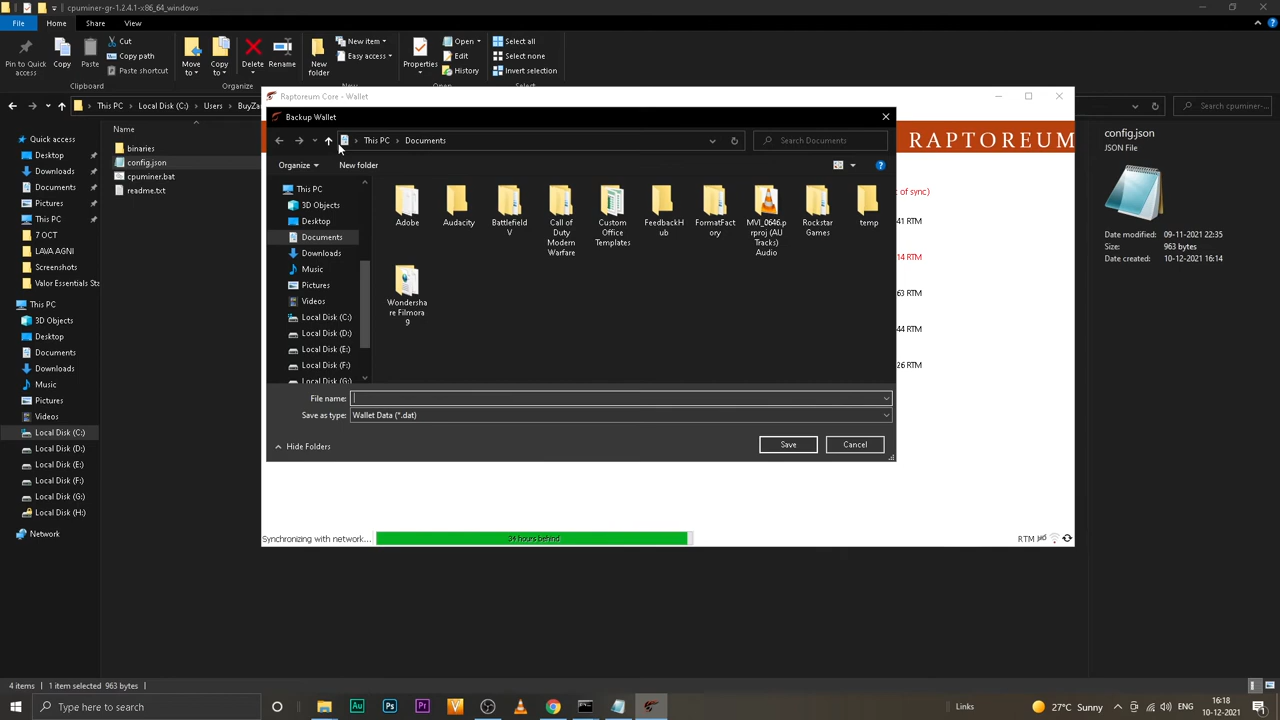 cpuminer-gr-1.2.4.1-x86_64_windows
File
Home
Share
View
Pin to Quick access
Copy
Paste
Cut
Copy path
Paste shortcut
Move to
Copy to
Delete
Rename
New folder
New item
Easy access
Properties
Open
Edit
History
Select all
Select none
Invert selection
Clipboard
Organize
New
Open
Select
This PC
Local Disk (C:)
Users
Search cpuminer-...
Quick access
Desktop
Downloads
Documents
Pictures
This PC
7 OCT
LAVA AGNI
Screenshots
Valor Essentials Sta
This PC
3D Objects
Desktop
Documents
Downloads
Music
Pictures
Videos
Local Disk (C:)
Local Disk (D:)
Local Disk (E:)
Local Disk (F:)
Local Disk (G:)
Local Disk (H:)
Network
Name
binaries
config.json
cpuminer.bat
readme.txt
Raptoreum Core - Wallet
RAPTOREUM
of sync)
41 RTM
14 RTM
63 RTM
44 RTM
26 RTM
Backup Wallet
This PC
Documents
Search Documents
Organize
New folder
This PC
3D Objects
Desktop
Documents
Downloads
Music
Pictures
Videos
Local Disk (C:)
Local Disk (D:)
Local Disk (E:)
Local Disk (F:)
Local Disk (G:)
Adobe
Audacity
Battlefield V
Call of Duty Modern Warfare
Custom Office Templates
FeedbackHub
FormatFactory
MVI_0646.prproj (AU Tracks) Audio
Rockstar Games
temp
Wondershare Filmora 9
File name:
Save as type:
Wallet Data (*.dat)
Hide Folders
Save
Cancel
Synchronizing with network...
34 hours behind
RTM
HD
config.json
JSON File
Date modified: 09-11-2021 22:35
Size: 963 bytes
Date created: 10-12-2021 16:14
4 items
1 item selected 963 bytes
Type here to search
Au
Ps
Pr
V
Links
27°C Sunny
ENG
16:18
10-12-2021